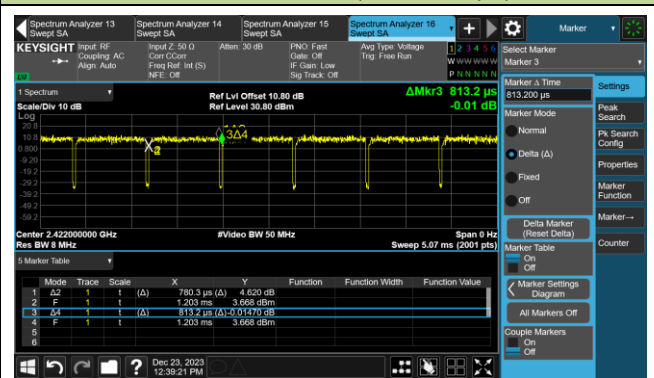 Spectrum Analyzer 13
Swept SA
Spectrum Analyzer 14
Swept SA
Spectrum Analyzer 15
Swept SA
Spectrum Analyzer 16
Swept SA
Marker
KEYSIGHT
Input: RF
Coupling: AC
Align: Auto
Input Z: 50 Ω
Corr CCorr
Freq Ref: Int (S)
NFE: Off
Atten: 30 dB
PNO: Fast
Gate: Off
IF Gain: Low
Sig Track: Off
Avg Type: Voltage
Trig: Free Run
1 2 3 4 5 6
W W W W W W
P N N N N N
Select Marker
Marker 3
1 Spectrum
Scale/Div 10 dB
Ref Lvl Offset 10.80 dB
Ref Level 30.80 dBm
ΔMkr3 813.2 µs
-0.01 dB
Log
20.8
10.8
0.800
-9.20
-19.2
-29.2
-39.2
-49.2
-59.2
3Δ4
Center 2.422000000 GHz
Res BW 8 MHz
#Video BW 50 MHz
Span 0 Hz
Sweep 5.07 ms (2001 pts)
5 Marker Table
Mode Trace Scale X Y Function Function Width Function Value
1 Δ2 1 t (Δ) 780.3 µs (Δ) 4.620 dB
2 F 1 t 1.203 ms 3.668 dBm
3 Δ4 1 t (Δ) 813.2 µs (Δ) -0.01470 dB
4 F 1 t 1.203 ms 3.668 dBm
5
6
Marker Δ Time
813.200 µs
Marker Mode
Normal
Delta (Δ)
Fixed
Off
Delta Marker
(Reset Delta)
Marker Table
On
Off
Marker Settings
Diagram
All Markers Off
Couple Markers
On
Off
Settings
Peak
Search
Pk Search
Config
Properties
Marker
Function
Marker→
Counter
?
Dec 23, 2023
12:39:21 PM